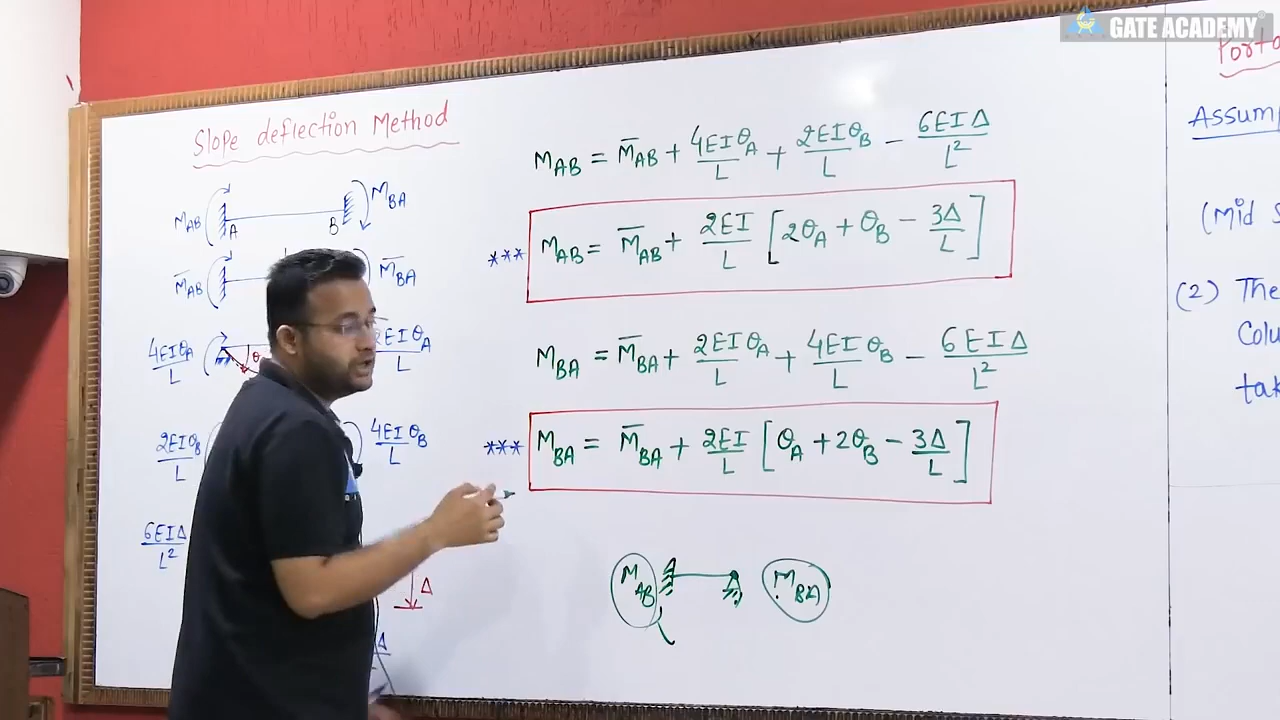 GATE ACADEMY
Slope deflection Method
M_AB A B M_BA
M̄_AB M̄_BA
4EIθ_A/L θ 2EIθ_A/L
2EIθ_B/L 4EIθ_B/L
6EIΔ/L²
Δ
Δ
M_AB = M̄_AB + 4EIθ_A/L + 2EIθ_B/L - 6EIΔ/L²
*** M_AB = M̄_AB + 2EI/L [2θ_A + θ_B - 3Δ/L]
M_BA = M̄_BA + 2EIθ_A/L + 4EIθ_B/L - 6EIΔ/L²
*** M_BA = M̄_BA + 2EI/L [θ_A + 2θ_B - 3Δ/L]
M_AB M_BA
Porta
Assump
(Mid s
(2) The
Colu
tak